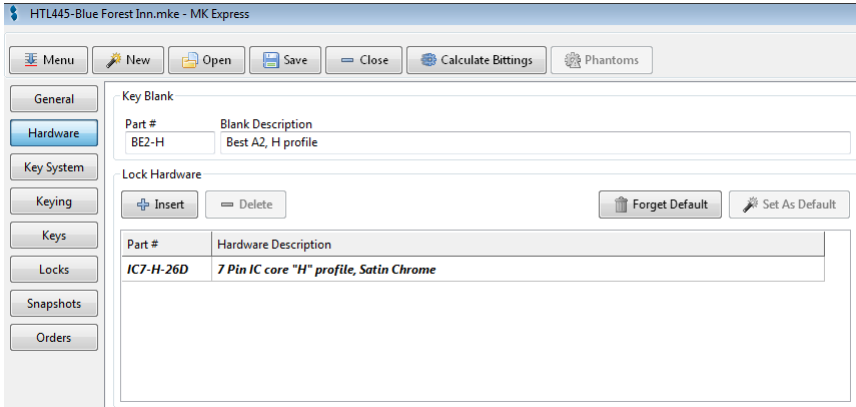 HTL445-Blue Forest Inn.mke - MK Express
Menu New Open Save Close Calculate Bittings Phantoms
General
Hardware
Key System
Keying
Keys
Locks
Snapshots
Orders
Key Blank
Part # Blank Description
BE2-H Best A2, H profile
Lock Hardware
Insert Delete Forget Default Set As Default
Part # Hardware Description
IC7-H-26D 7 Pin IC core "H" profile, Satin Chrome